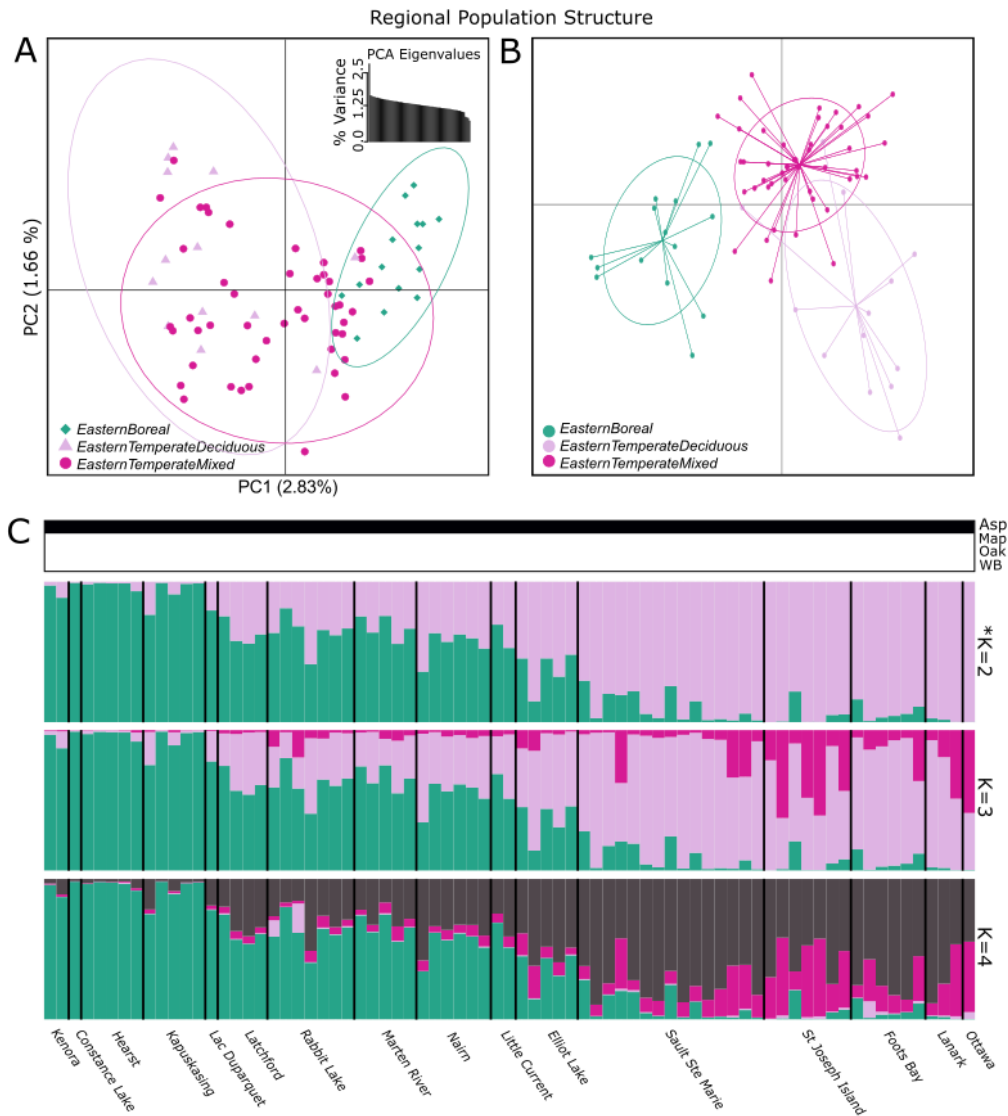 Regional Population Structure
A
PCA Eigenvalues
% Variance
0.0 1.25 2.5
PC2 (1.66 %)
EasternBoreal
EasternTemperateDeciduous
EasternTemperateMixed
PC1 (2.83%)
B
EasternBoreal
EasternTemperateDeciduous
EasternTemperateMixed
C
Asp
Map
Oak
WB
*K=2
K=3
K=4
Kenora
Constance Lake
Hearst
Kapuskasing
Lac Duparquet
Latchford
Rabbit Lake
Marten River
Nairn
Little Current
Elliot Lake
Sault Ste Marie
St Joseph Island
Foots Bay
Lanark
Ottawa